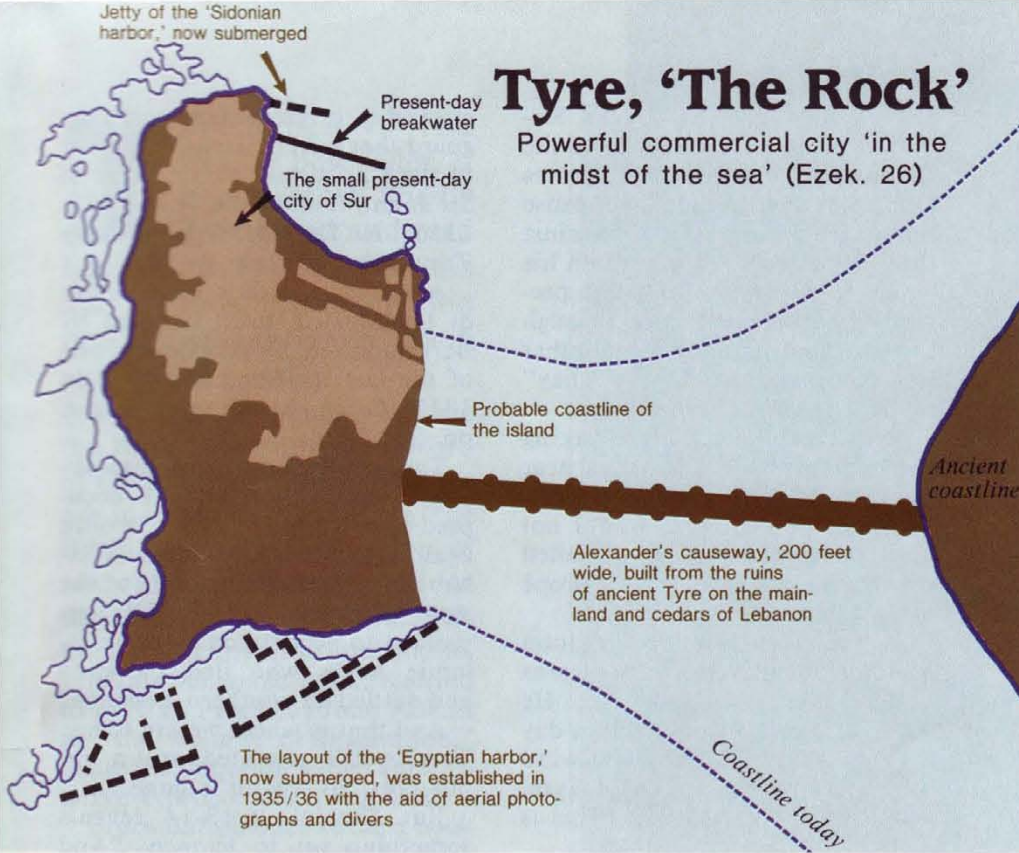 Jetty of the 'Sidonian
harbor,' now submerged
Tyre, 'The Rock'
Powerful commercial city 'in the
midst of the sea' (Ezek. 26)
Present-day
breakwater
The small present-day
city of Sur
Probable coastline of
the island
Ancient
coastline
Alexander's causeway, 200 feet
wide, built from the ruins
of ancient Tyre on the main-
land and cedars of Lebanon
Coastline today
The layout of the 'Egyptian harbor,'
now submerged, was established in
1935/36 with the aid of aerial photo-
graphs and divers